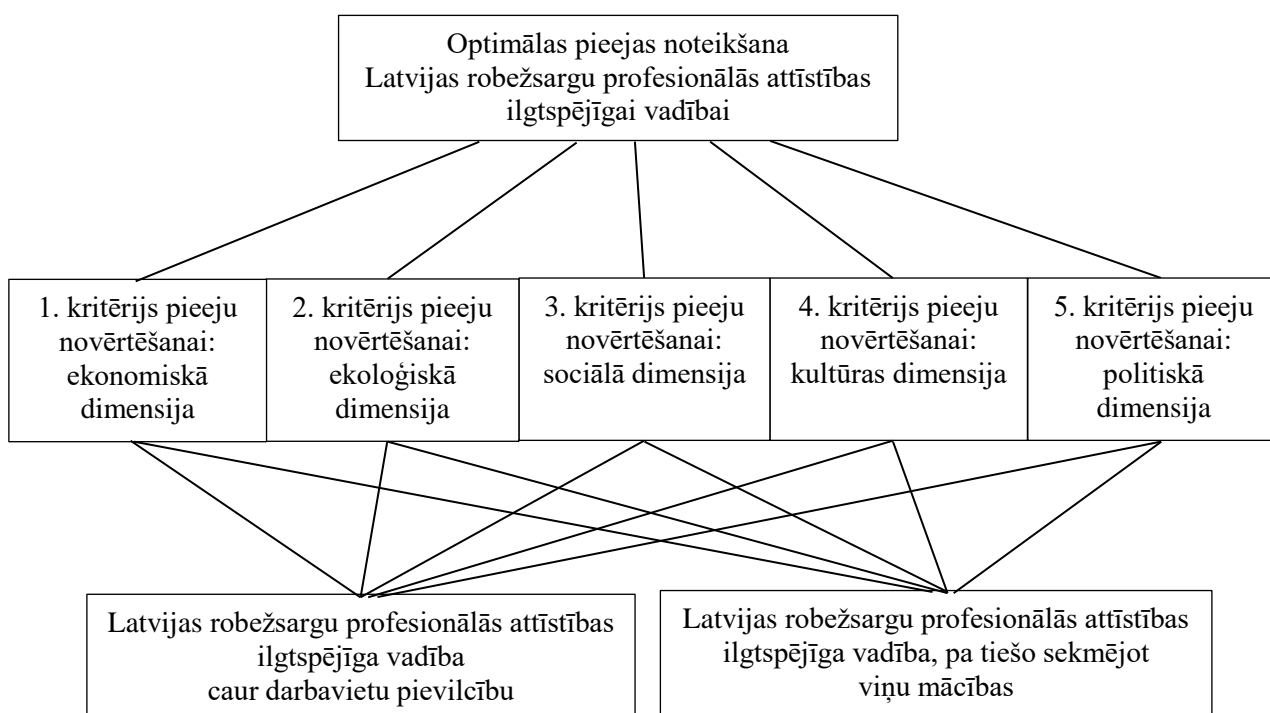 Optimālas pieejas noteikšana
Latvijas robežsargu profesionālās attīstības
ilgtspējīgai vadībai
1. kritērijs pieeju
novērtēšanai:
ekonomiskā
dimensija
2. kritērijs pieeju
novērtēšanai:
ekoloģiskā
dimensija
3. kritērijs pieeju
novērtēšanai:
sociālā dimensija
4. kritērijs pieeju
novērtēšanai:
kultūras dimensija
5. kritērijs pieeju
novērtēšanai:
politiskā
dimensija
Latvijas robežsargu profesionālās attīstības
ilgtspējīga vadība
caur darbavietu pievilcību
Latvijas robežsargu profesionālās attīstības
ilgtspējīga vadība, pa tiešo sekmējot
viņu mācības